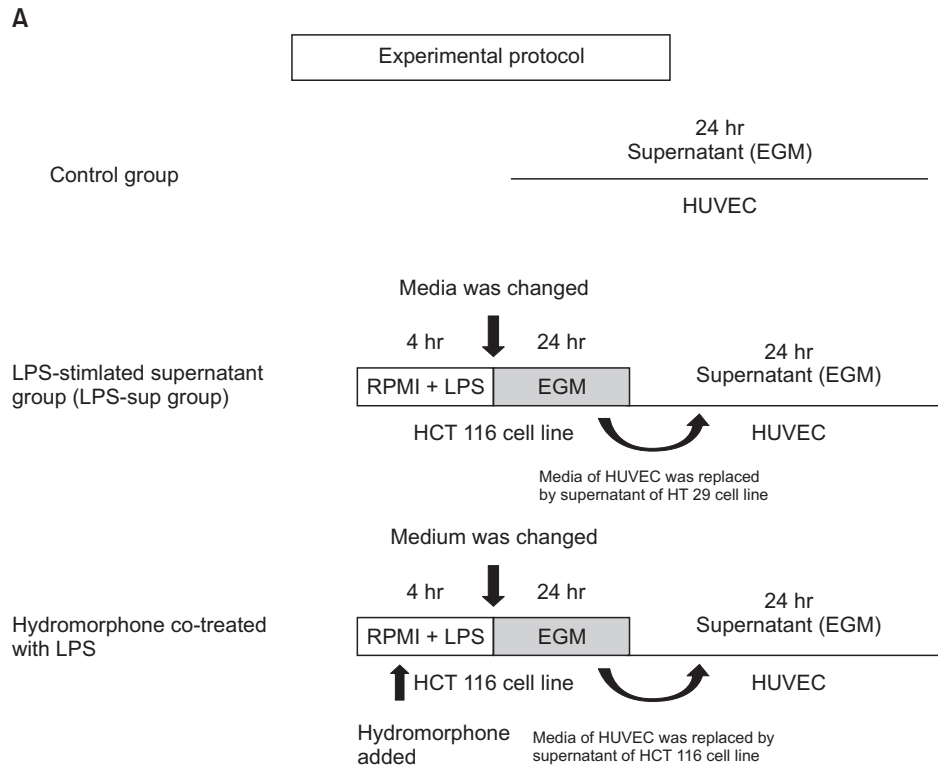 A
Experimental protocol
24 hr
Supernatant (EGM)
Control group
HUVEC
Media was changed
4 hr
24 hr
24 hr
Supernatant (EGM)
LPS-stimlated supernatant
group (LPS-sup group)
RPMI + LPS
EGM
HCT 116 cell line
HUVEC
Media of HUVEC was replaced
by supernatant of HT 29 cell line
Medium was changed
4 hr
24 hr
24 hr
Supernatant (EGM)
Hydromorphone co-treated
with LPS
RPMI + LPS
EGM
HCT 116 cell line
HUVEC
Hydromorphone
added
Media of HUVEC was replaced by
supernatant of HCT 116 cell line